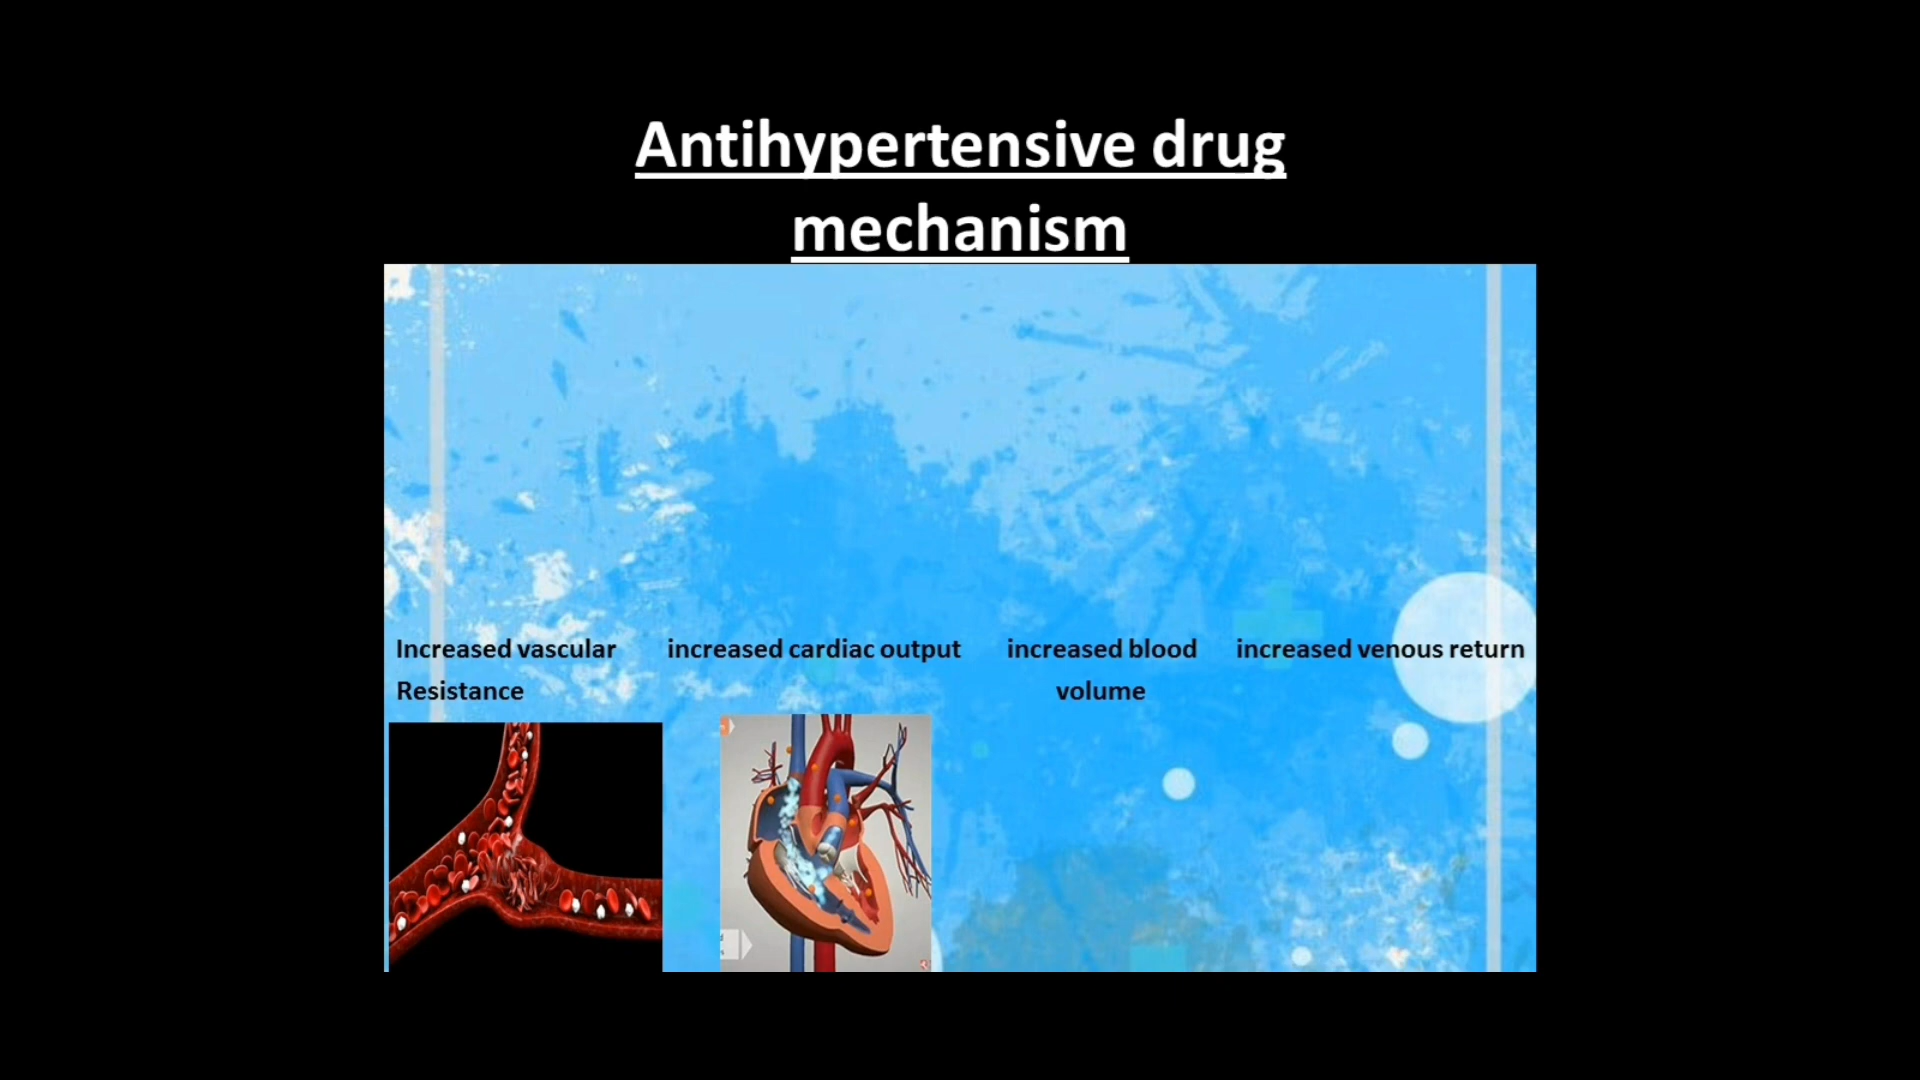 Antihypertensive drug
mechanism
Increased vascular increased cardiac output increased blood increased venous return
Resistance volume